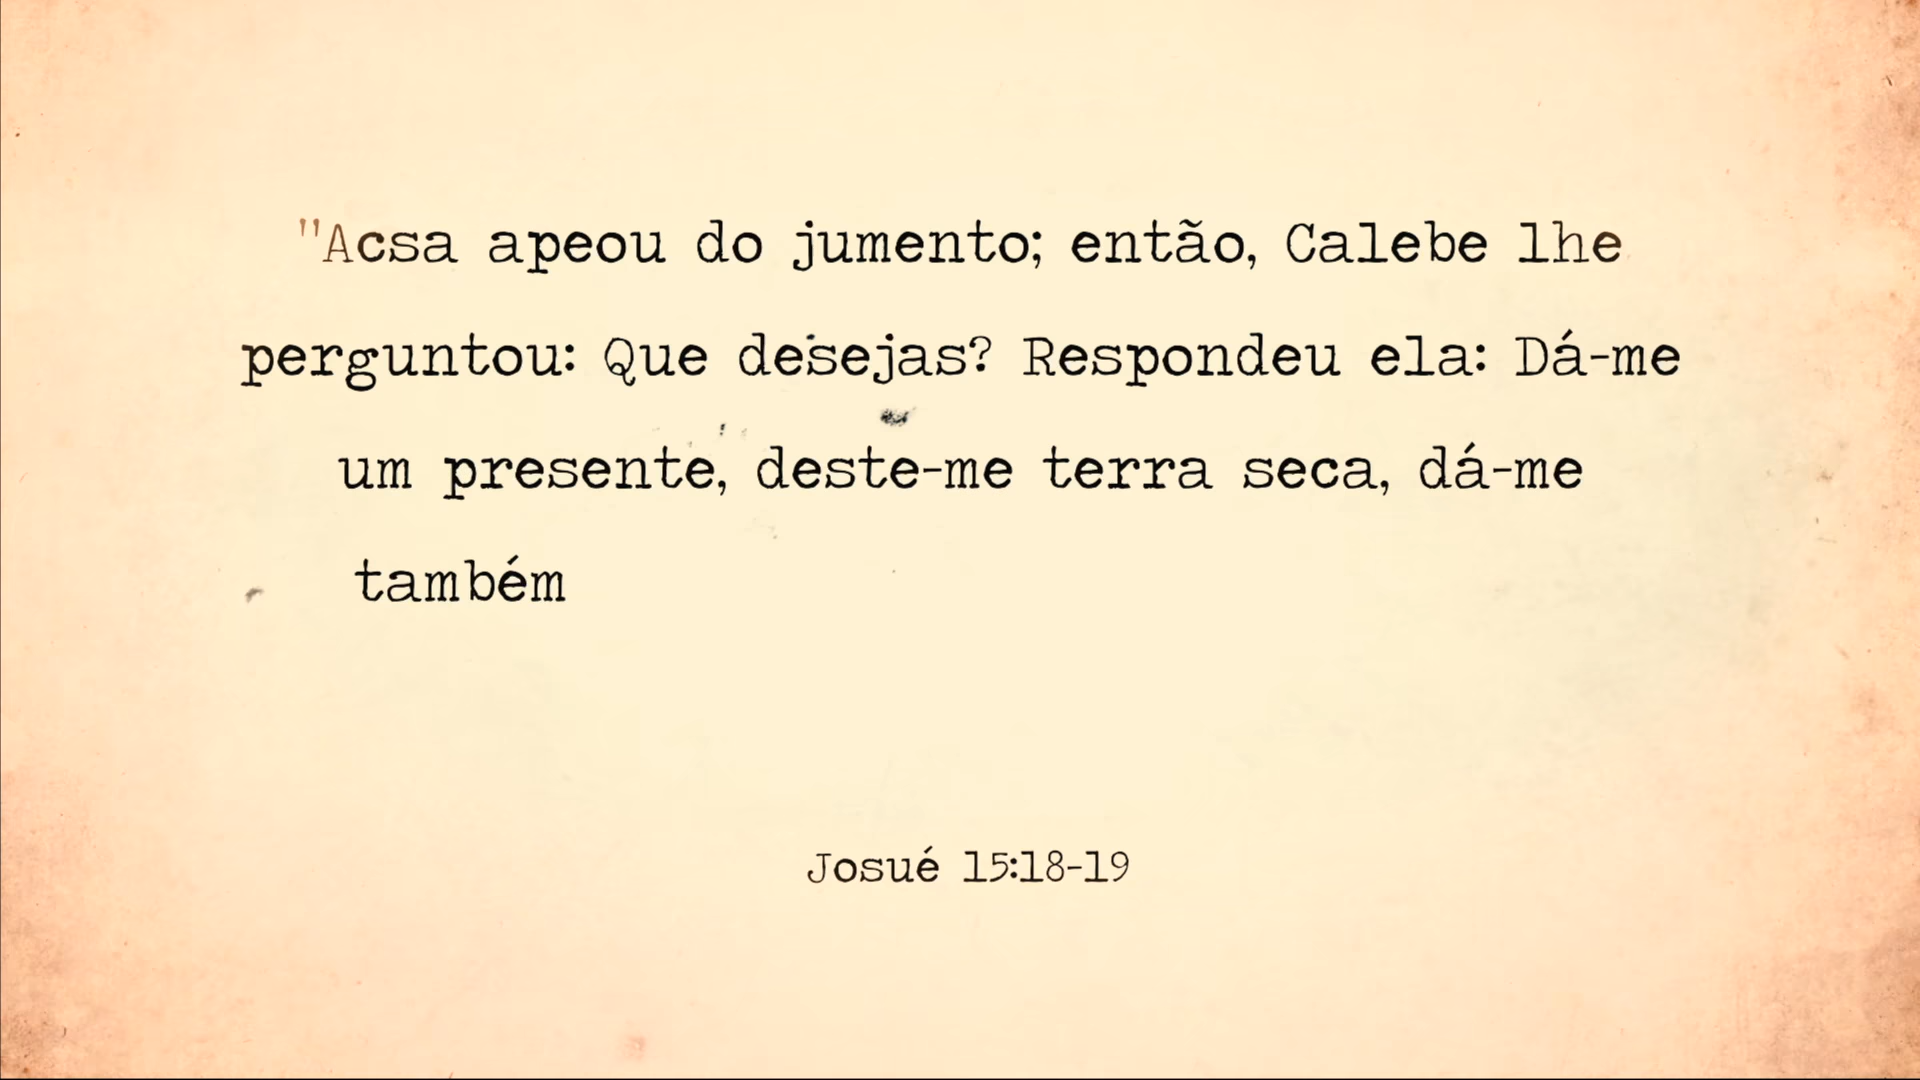 "Acsa apeou do jumento; então, Calebe lhe
perguntou: Que desejas? Respondeu ela: Dá-me
um presente, deste-me terra seca, dá-me
também
Josué 15:18-19